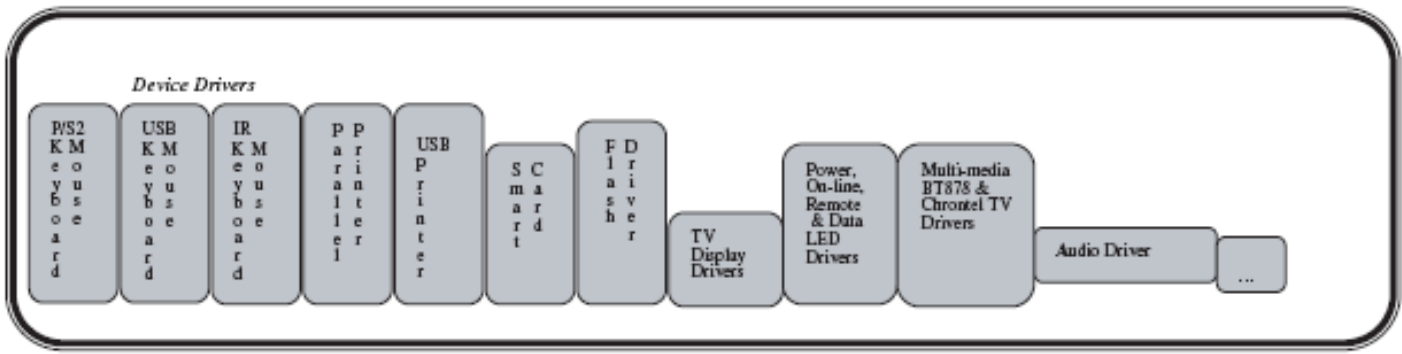 Device Drivers
P/S2
Keyboard
Mouse
USB
Keyboard
Mouse
IR
Keyboard
Mouse
Parallel
Printer
USB
Printer
Smart
Card
Flash
Driver
TV
Display
Drivers
Power,
On-line,
Remote
& Data
LED
Drivers
Multi-media
BT878 &
Chrontel TV
Drivers
Audio Driver
...